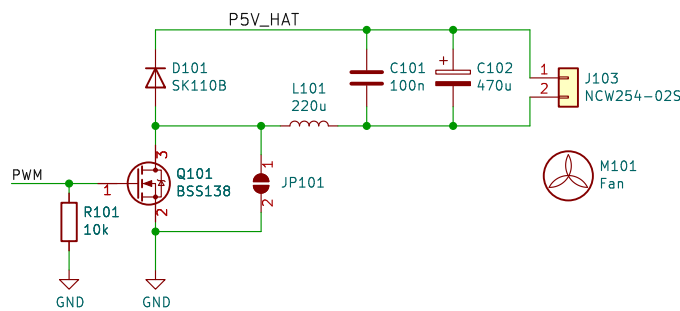 P5V_HAT
D101
SK110B
L101
220u
C101
100n
+
C102
470u
1
2
J103
NCW254-02S
M101
Fan
PWM
1
3
2
Q101
BSS138
1
2
JP101
R101
10k
GND
GND